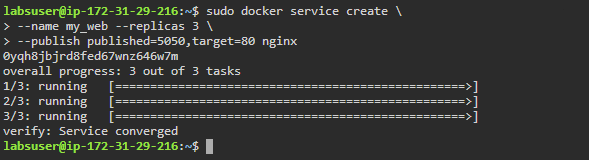 labsuser@ip-172-31-29-216:~$ sudo docker service create \
> --name my_web --replicas 3 \
> --publish published=5050,target=80 nginx
0yqh8jbjrd8fed67wnz646w7m
overall progress: 3 out of 3 tasks
1/3: running   [==================================================>]
2/3: running   [==================================================>]
3/3: running   [==================================================>]
verify: Service converged
labsuser@ip-172-31-29-216:~$